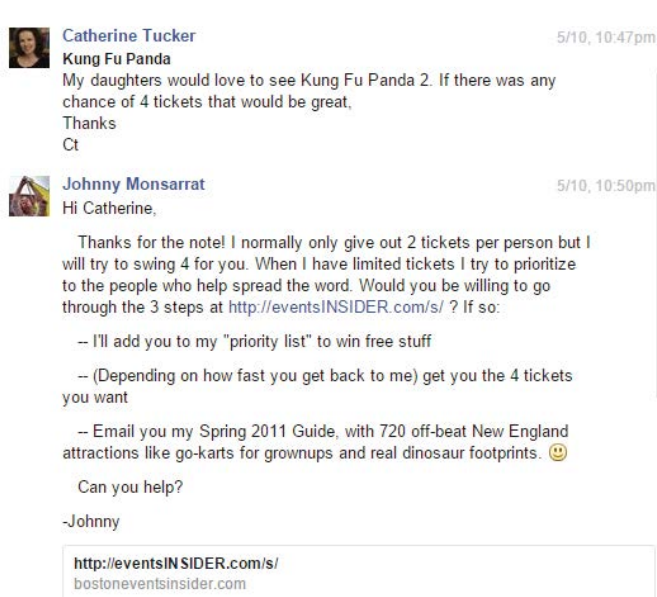 Catherine Tucker 5/10, 10:47pm
Kung Fu Panda
My daughters would love to see Kung Fu Panda 2. If there was any
chance of 4 tickets that would be great,
Thanks
Ct
Johnny Monsarrat 5/10, 10:50pm
Hi Catherine,
Thanks for the note! I normally only give out 2 tickets per person but I
will try to swing 4 for you. When I have limited tickets I try to prioritize
to the people who help spread the word. Would you be willing to go
through the 3 steps at http://eventsINSIDER.com/s/ ? If so:
-- I'll add you to my "priority list" to win free stuff
-- (Depending on how fast you get back to me) get you the 4 tickets
you want
-- Email you my Spring 2011 Guide, with 720 off-beat New England
attractions like go-karts for grownups and real dinosaur footprints.
Can you help?
-Johnny
http://eventsINSIDER.com/s/
bostoneventsinsider.com